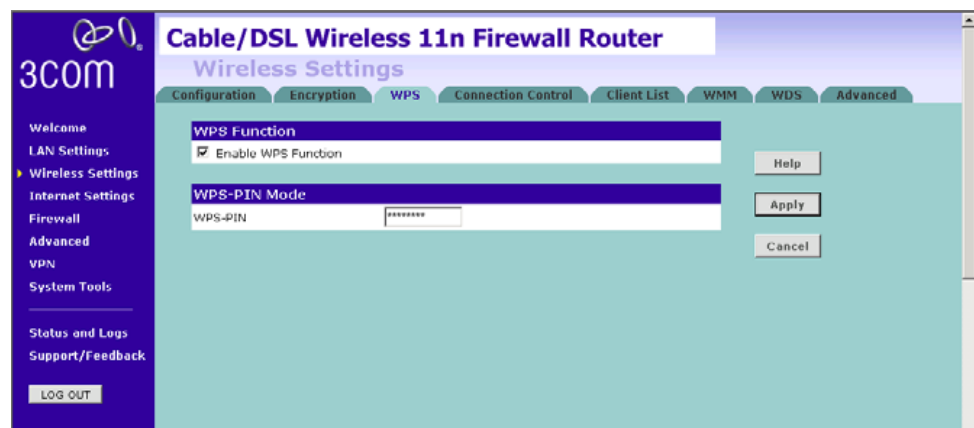 3COM
Cable/DSL Wireless 11n Firewall Router
Wireless Settings
Configuration Encryption WPS Connection Control Client List WMM WDS Advanced
Welcome
LAN Settings
Wireless Settings
Internet Settings
Firewall
Advanced
VPN
System Tools
Status and Logs
Support/Feedback
LOG OUT
WPS Function
Enable WPS Function
WPS-PIN Mode
WPS-PIN ********
Help
Apply
Cancel